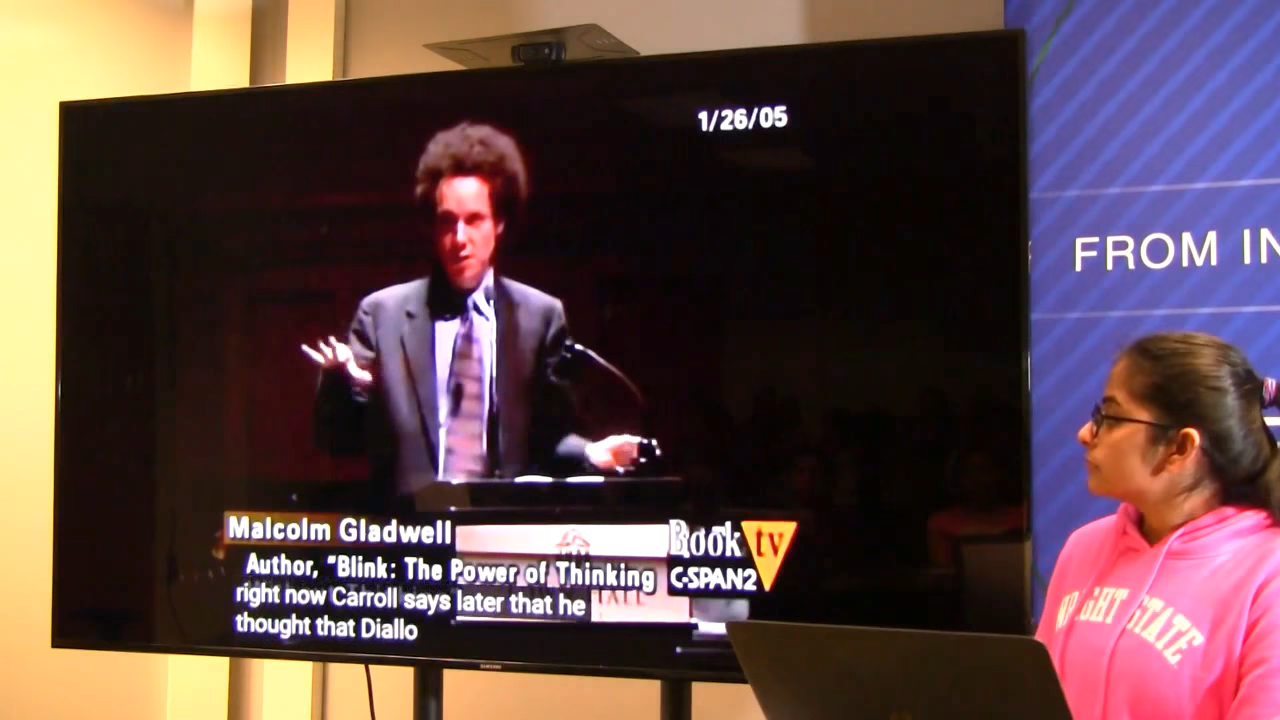 1/26/05
FROM IN
Malcolm Gladwell
Author, "Blink: The Power of Thinking
Book tv
C-SPAN2
right now Carroll says later that he
thought that Diallo
SAMSUNG
WRIGHT STATE